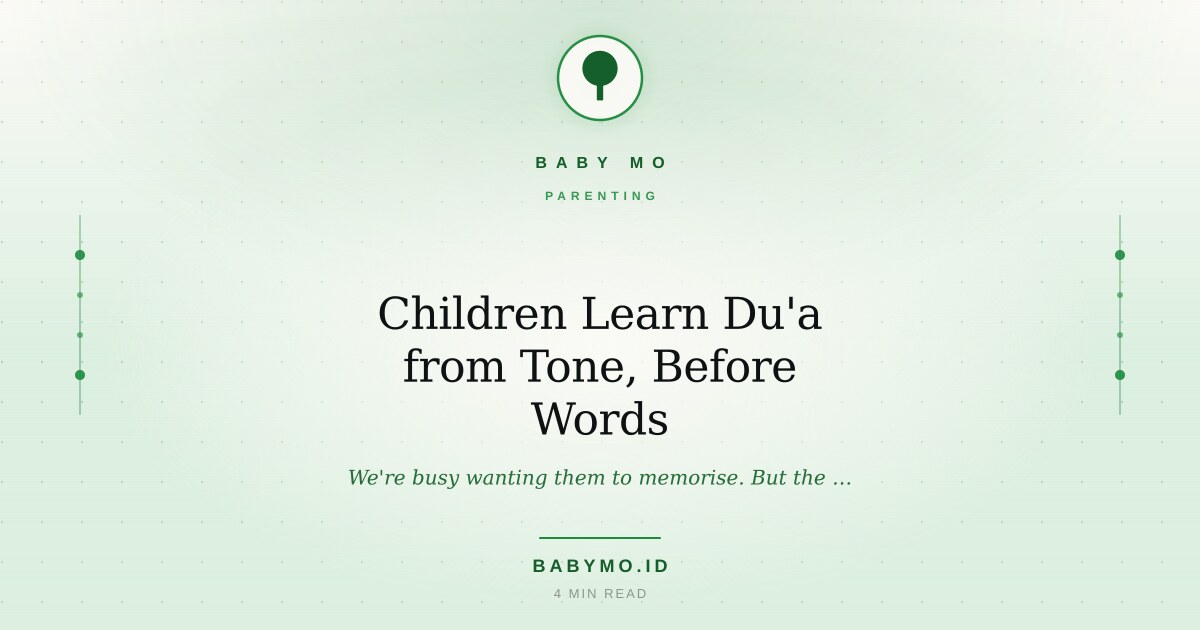 BABY MO
PARENTING
Children Learn Du'a
from Tone, Before
Words
We're busy wanting them to memorise. But the ...
BABYMO.ID
4 MIN READ